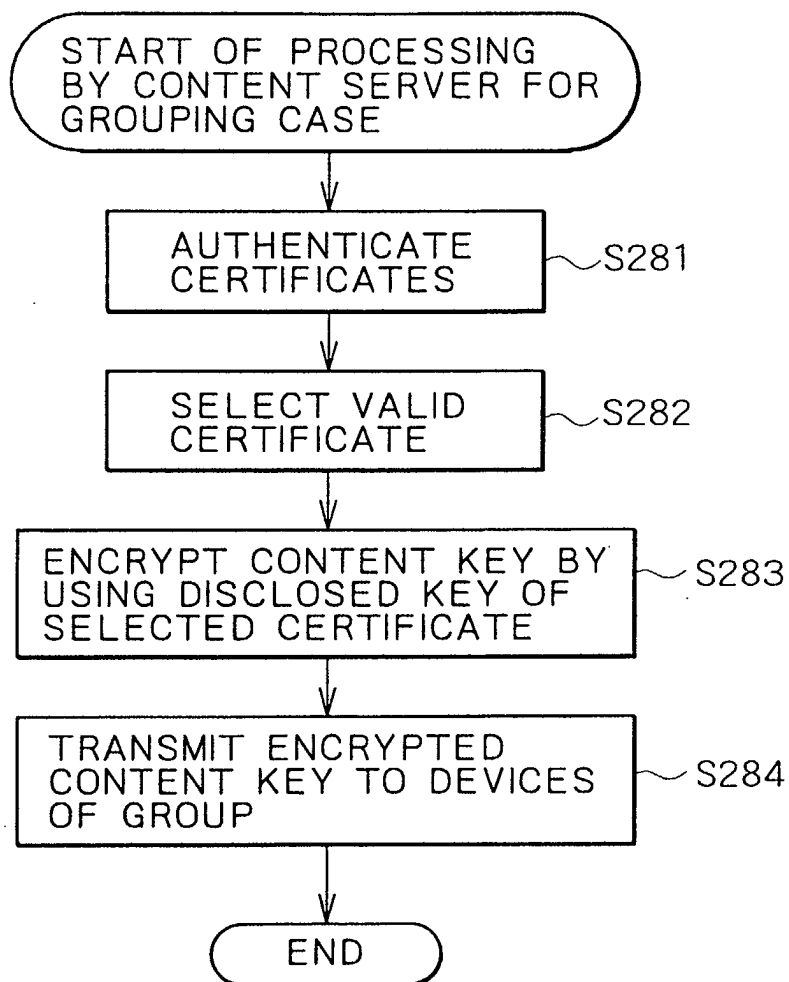 START OF PROCESSING
BY CONTENT SERVER FOR
GROUPING CASE
AUTHENTICATE
CERTIFICATES
S281
SELECT VALID
CERTIFICATE
S282
ENCRYPT CONTENT KEY BY
USING DISCLOSED KEY OF
SELECTED CERTIFICATE
S283
TRANSMIT ENCRYPTED
CONTENT KEY TO DEVICES
OF GROUP
S284
END